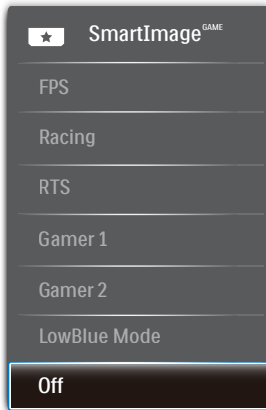 SmartImage GAME
FPS
Racing
RTS
Gamer 1
Gamer 2
LowBlue Mode
Off